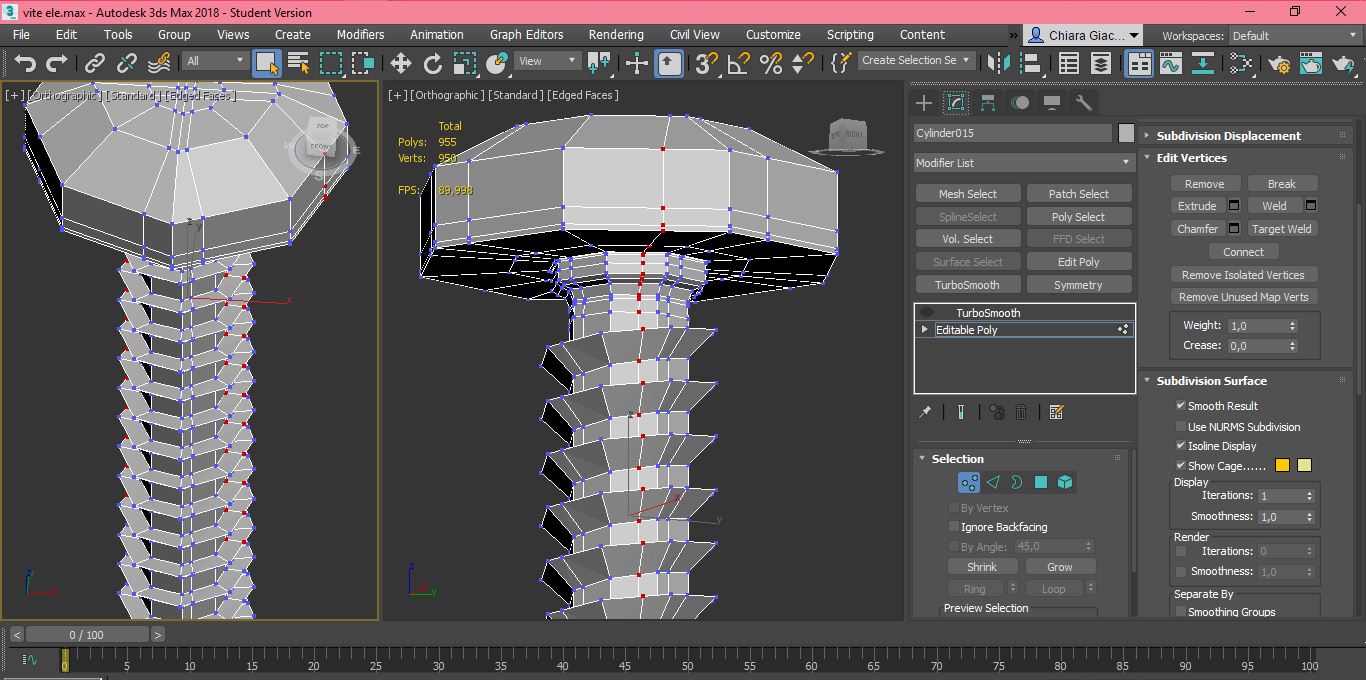 3 vite ele.max - Autodesk 3ds Max 2018 - Student Version
File Edit Tools Group Views Create Modifiers Animation Graph Editors Rendering Civil View Customize Scripting Content » Chiara Giac... Workspaces: Default
All View 3 % Create Selection Se
[+] [Orthographic] [Standard] [Edged Faces]
TOP
FRONT
S
E
z
y
x
[+] [Orthographic] [Standard] [Edged Faces]
Total
Polys: 955
Verts: 950
FPS: 89,998
RIGHT
z
x
y
z
y
Cylinder015
Modifier List
Mesh Select Patch Select
SplineSelect Poly Select
Vol. Select FFD Select
Surface Select Edit Poly
TurboSmooth Symmetry
TurboSmooth
Editable Poly
Selection
By Vertex
Ignore Backfacing
By Angle: 45,0
Shrink Grow
Ring Loop
Preview Selection
Subdivision Displacement
Edit Vertices
Remove Break
Extrude Weld
Chamfer Target Weld
Connect
Remove Isolated Vertices
Remove Unused Map Verts
Weight: 1,0
Crease: 0,0
Subdivision Surface
Smooth Result
Use NURMS Subdivision
Isoline Display
Show Cage......
Display
Iterations: 1
Smoothness: 1,0
Render
Iterations: 0
Smoothness: 1,0
Separate By
Smoothing Groups
< 0 / 100 >
0 5 10 15 20 25 30 35 40 45 50 55 60 65 70 75 80 85 90 95 100